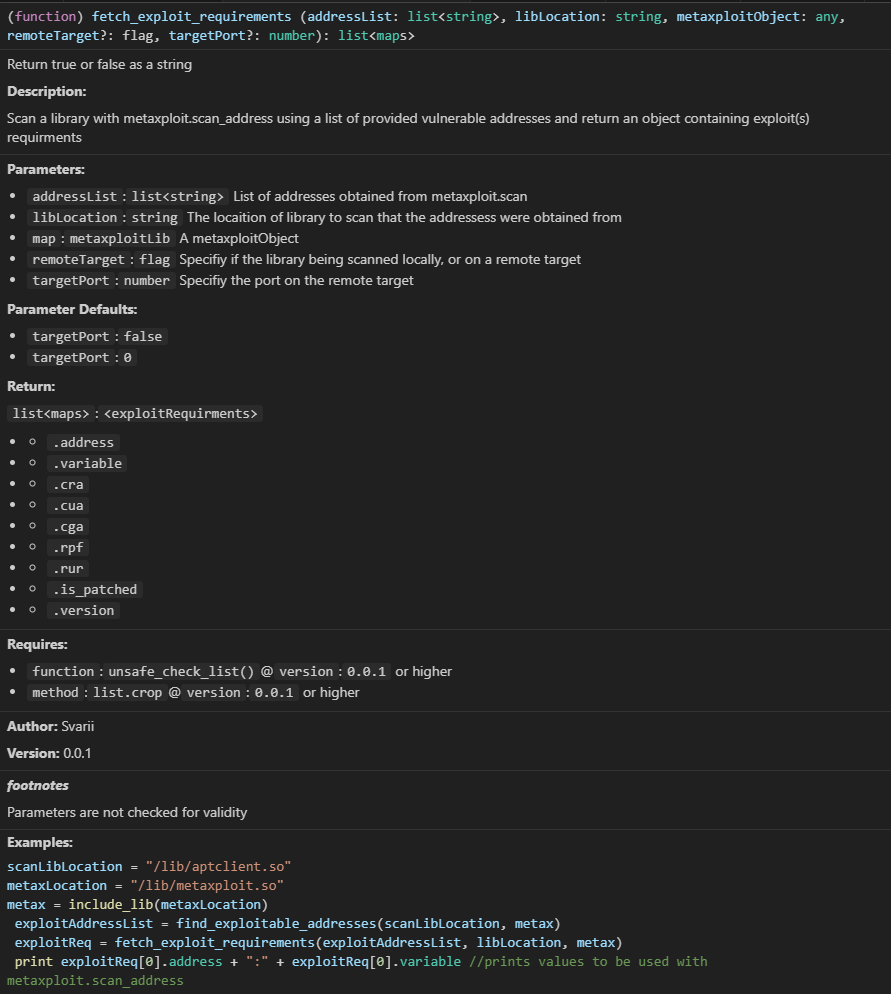 (function) fetch_exploit_requirements (addressList: list<string>, libLocation: string, metaxploitObject: any,
remoteTarget?: flag, targetPort?: number): list<maps>
Return true or false as a string
Description:
Scan a library with metaxploit.scan_address using a list of provided vulnerable addresses and return an object containing exploit(s)
requirments
Parameters:
• addressList : list<string> List of addresses obtained from metaxploit.scan
• libLocation : string The locaition of library to scan that the addressess were obtained from
• map : metaxploitLib A metaxploitObject
• remoteTarget : flag Specifiy if the library being scanned locally, or on a remote target
• targetPort : number Specifiy the port on the remote target
Parameter Defaults:
• targetPort : false
• targetPort : 0
Return:
list<maps> : <exploitRequirments>
• ○ .address
• ○ .variable
• ○ .cra
• ○ .cua
• ○ .cga
• ○ .rpf
• ○ .rur
• ○ .is_patched
• ○ .version
Requires:
• function : unsafe_check_list() @ version : 0.0.1 or higher
• method : list.crop @ version : 0.0.1 or higher
Author: Svarii
Version: 0.0.1
footnotes
Parameters are not checked for validity
Examples:
scanLibLocation = "/lib/aptclient.so"
metaxLocation = "/lib/metaxploit.so"
metax = include_lib(metaxLocation)
exploitAddressList = find_exploitable_addresses(scanLibLocation, metax)
exploitReq = fetch_exploit_requirements(exploitAddressList, libLocation, metax)
print exploitReq[0].address + ":" + exploitReq[0].variable //prints values to be used with
metaxploit.scan_address